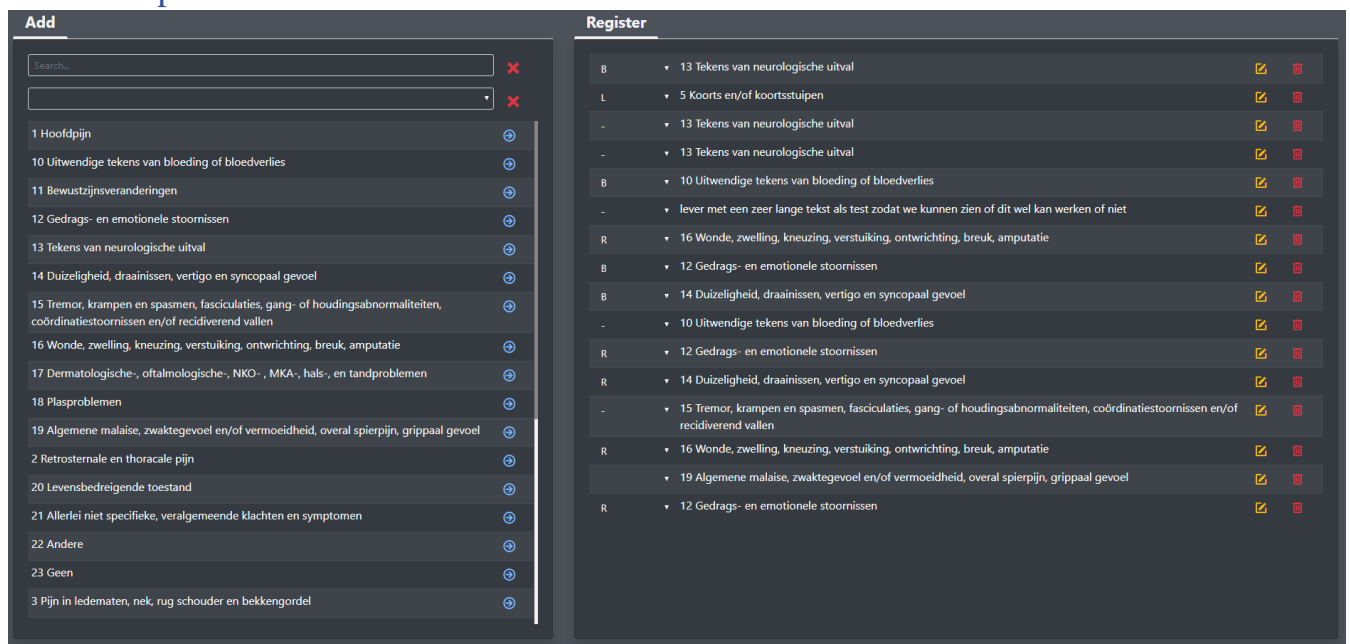 Add
Search...
1 Hoofdpijn
10 Uitwendige tekens van bloeding of bloedverlies
11 Bewustzijnsveranderingen
12 Gedrags- en emotionele stoornissen
13 Tekens van neurologische uitval
14 Duizeligheid, draainissen, vertigo en syncopaal gevoel
15 Tremor, krampen en spasmen, fasciculaties, gang- of houdingsabnormaliteiten,
coördinatiestoornissen en/of recidiverend vallen
16 Wonde, zwelling, kneuzing, verstuiking, ontwrichting, breuk, amputatie
17 Dermatologische-, oftalmologische-, NKO- , MKA-, hals-, en tandproblemen
18 Plasproblemen
19 Algemene malaise, zwaktegevoel en/of vermoeidheid, overal spierpijn, grippaal gevoel
2 Retrosternale en thoracale pijn
20 Levensbedreigende toestand
21 Allerlei niet specifieke, veralgemeende klachten en symptomen
22 Andere
23 Geen
3 Pijn in ledematen, nek, rug schouder en bekkengordel
Register
B 13 Tekens van neurologische uitval
L 5 Koorts en/of koortsstuipen
- 13 Tekens van neurologische uitval
- 13 Tekens van neurologische uitval
B 10 Uitwendige tekens van bloeding of bloedverlies
- lever met een zeer lange tekst als test zodat we kunnen zien of dit wel kan werken of niet
R 16 Wonde, zwelling, kneuzing, verstuiking, ontwrichting, breuk, amputatie
B 12 Gedrags- en emotionele stoornissen
B 14 Duizeligheid, draainissen, vertigo en syncopaal gevoel
- 10 Uitwendige tekens van bloeding of bloedverlies
R 12 Gedrags- en emotionele stoornissen
R 14 Duizeligheid, draainissen, vertigo en syncopaal gevoel
- 15 Tremor, krampen en spasmen, fasciculaties, gang- of houdingsabnormaliteiten, coördinatiestoornissen en/of
recidiverend vallen
R 16 Wonde, zwelling, kneuzing, verstuiking, ontwrichting, breuk, amputatie
19 Algemene malaise, zwaktegevoel en/of vermoeidheid, overal spierpijn, grippaal gevoel
R 12 Gedrags- en emotionele stoornissen